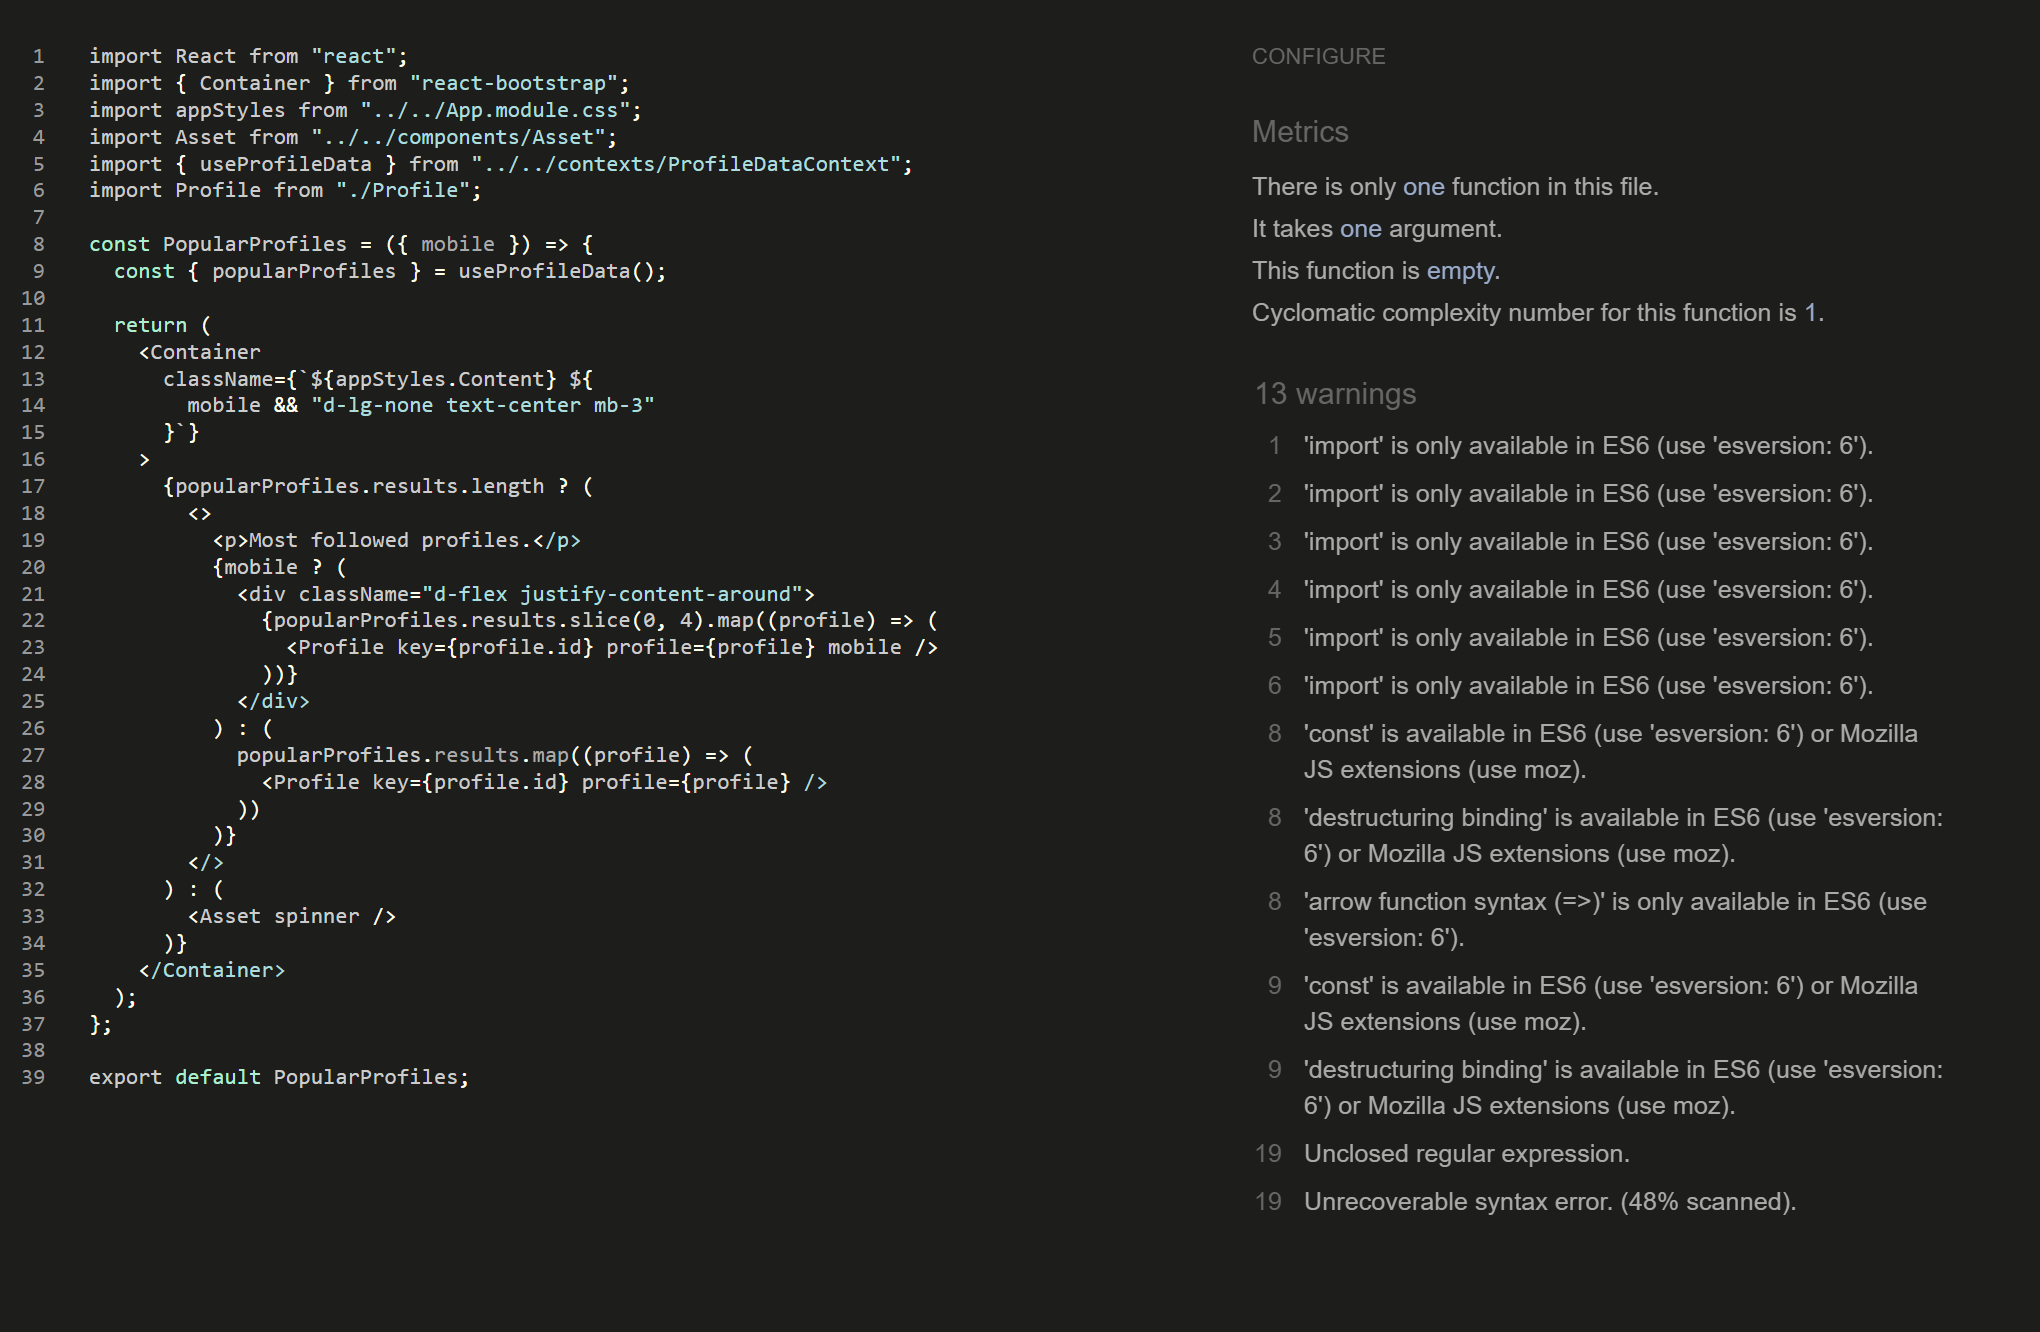 1 import React from "react";
2 import { Container } from "react-bootstrap";
3 import appStyles from "../../App.module.css";
4 import Asset from "../../components/Asset";
5 import { useProfileData } from "../../contexts/ProfileDataContext";
6 import Profile from "./Profile";
7
8 const PopularProfiles = ({ mobile }) => {
9   const { popularProfiles } = useProfileData();
10
11   return (
12     <Container
13       className={`${appStyles.Content} ${
14         mobile && "d-lg-none text-center mb-3"
15       }`}
16     >
17       {popularProfiles.results.length ? (
18         <>
19           <p>Most followed profiles.</p>
20           {mobile ? (
21             <div className="d-flex justify-content-around">
22               {popularProfiles.results.slice(0, 4).map((profile) => (
23                 <Profile key={profile.id} profile={profile} mobile />
24               ))}
25             </div>
26           ) : (
27             popularProfiles.results.map((profile) => (
28               <Profile key={profile.id} profile={profile} />
29             ))
30           )}
31         </>
32       ) : (
33         <Asset spinner />
34       )}
35     </Container>
36   );
37 };
38
39 export default PopularProfiles;
CONFIGURE
Metrics
There is only one function in this file.
It takes one argument.
This function is empty.
Cyclomatic complexity number for this function is 1.
13 warnings
1 'import' is only available in ES6 (use 'esversion: 6').
2 'import' is only available in ES6 (use 'esversion: 6').
3 'import' is only available in ES6 (use 'esversion: 6').
4 'import' is only available in ES6 (use 'esversion: 6').
5 'import' is only available in ES6 (use 'esversion: 6').
6 'import' is only available in ES6 (use 'esversion: 6').
8 'const' is available in ES6 (use 'esversion: 6') or Mozilla
JS extensions (use moz).
8 'destructuring binding' is available in ES6 (use 'esversion:
6') or Mozilla JS extensions (use moz).
8 'arrow function syntax (=>)' is only available in ES6 (use
'esversion: 6').
9 'const' is available in ES6 (use 'esversion: 6') or Mozilla
JS extensions (use moz).
9 'destructuring binding' is available in ES6 (use 'esversion:
6') or Mozilla JS extensions (use moz).
19 Unclosed regular expression.
19 Unrecoverable syntax error. (48% scanned).